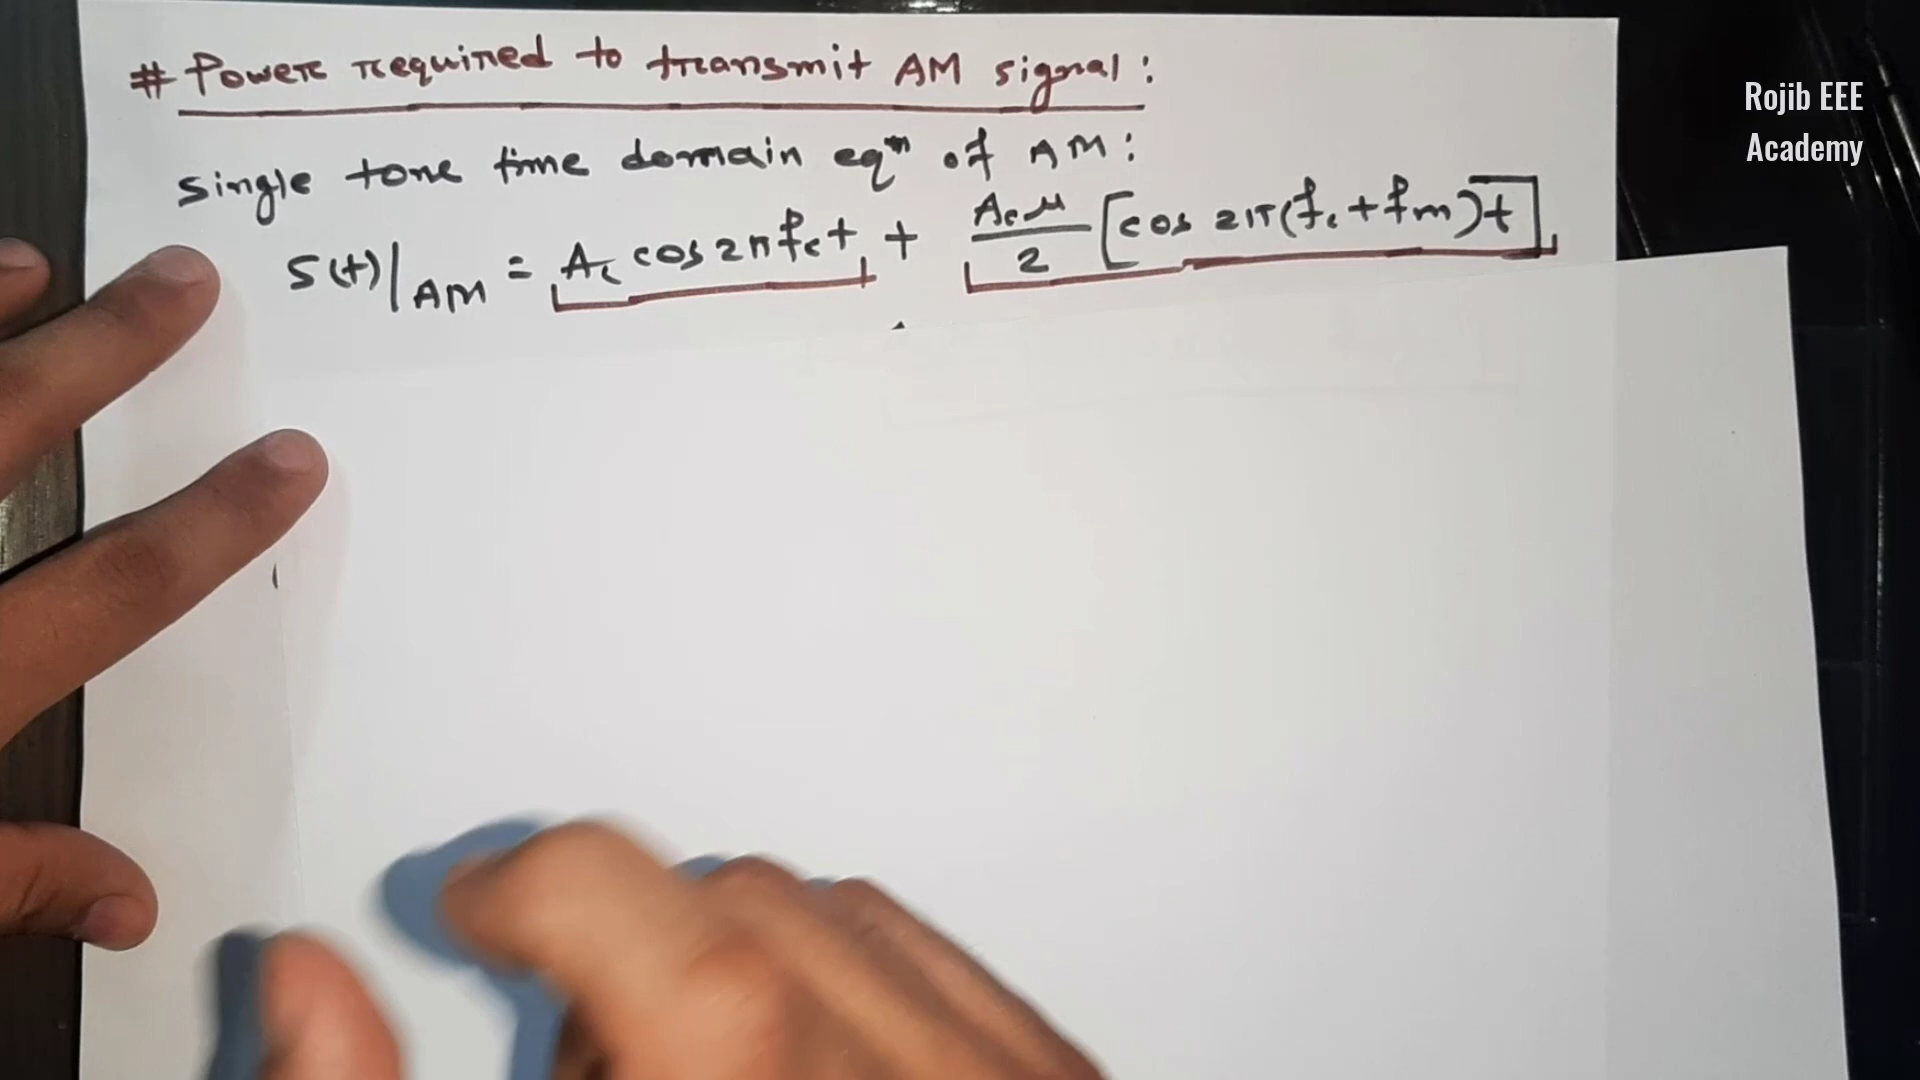 # Power required to transmit AM signal:
single tone time domain eqⁿ of AM:
S(t)|AM = Ac cos 2πfct + Acμ/2 [cos 2π(fc+fm)t]
Rojib EEE
Academy